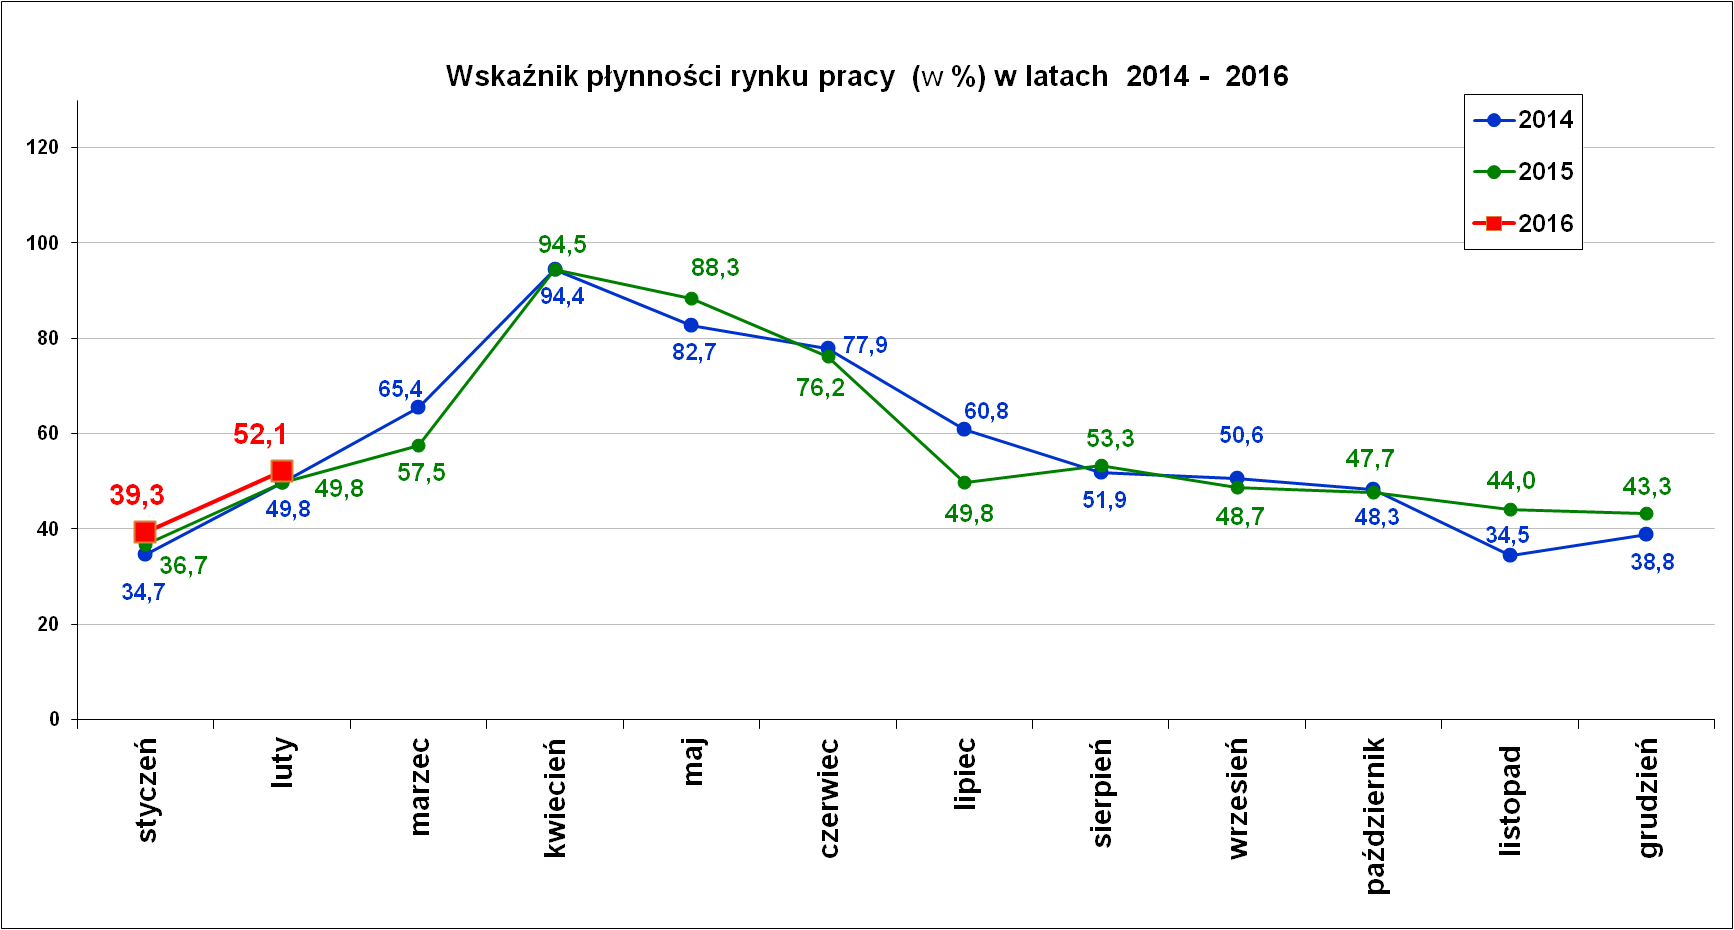 Wskaźnik płynności rynku pracy (w %) w latach 2014 - 2016
2014
2015
2016
120
100
80
60
40
20
0
94,5
94,4
88,3
82,7
77,9
76,2
65,4
57,5
60,8
49,8
52,1
49,8
49,8
39,3
36,7
34,7
53,3
51,9
50,6
48,7
47,7
48,3
44,0
34,5
43,3
38,8
styczeń
luty
marzec
kwiecień
maj
czerwiec
lipiec
sierpień
wrzesień
październik
listopad
grudzień